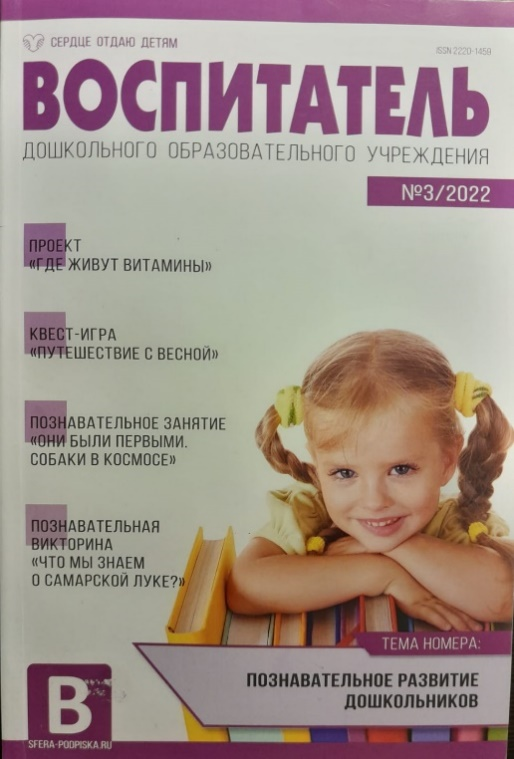 СЕРДЦЕ ОТДАЮ ДЕТЯМ
ISSN 2220-1459
ВОСПИТАТЕЛЬ
ДОШКОЛЬНОГО ОБРАЗОВАТЕЛЬНОГО УЧРЕЖДЕНИЯ
№3/2022
ПРОЕКТ
«ГДЕ ЖИВУТ ВИТАМИНЫ»
КВЕСТ-ИГРА
«ПУТЕШЕСТВИЕ С ВЕСНОЙ»
ПОЗНАВАТЕЛЬНОЕ ЗАНЯТИЕ
«ОНИ БЫЛИ ПЕРВЫМИ.
СОБАКИ В КОСМОСЕ»
ПОЗНАВАТЕЛЬНАЯ
ВИКТОРИНА
«ЧТО МЫ ЗНАЕМ
О САМАРСКОЙ ЛУКЕ?»
ТЕМА НОМЕРА:
ПОЗНАВАТЕЛЬНОЕ РАЗВИТИЕ
ДОШКОЛЬНИКОВ
В
SFERA-PODPISKA.RU